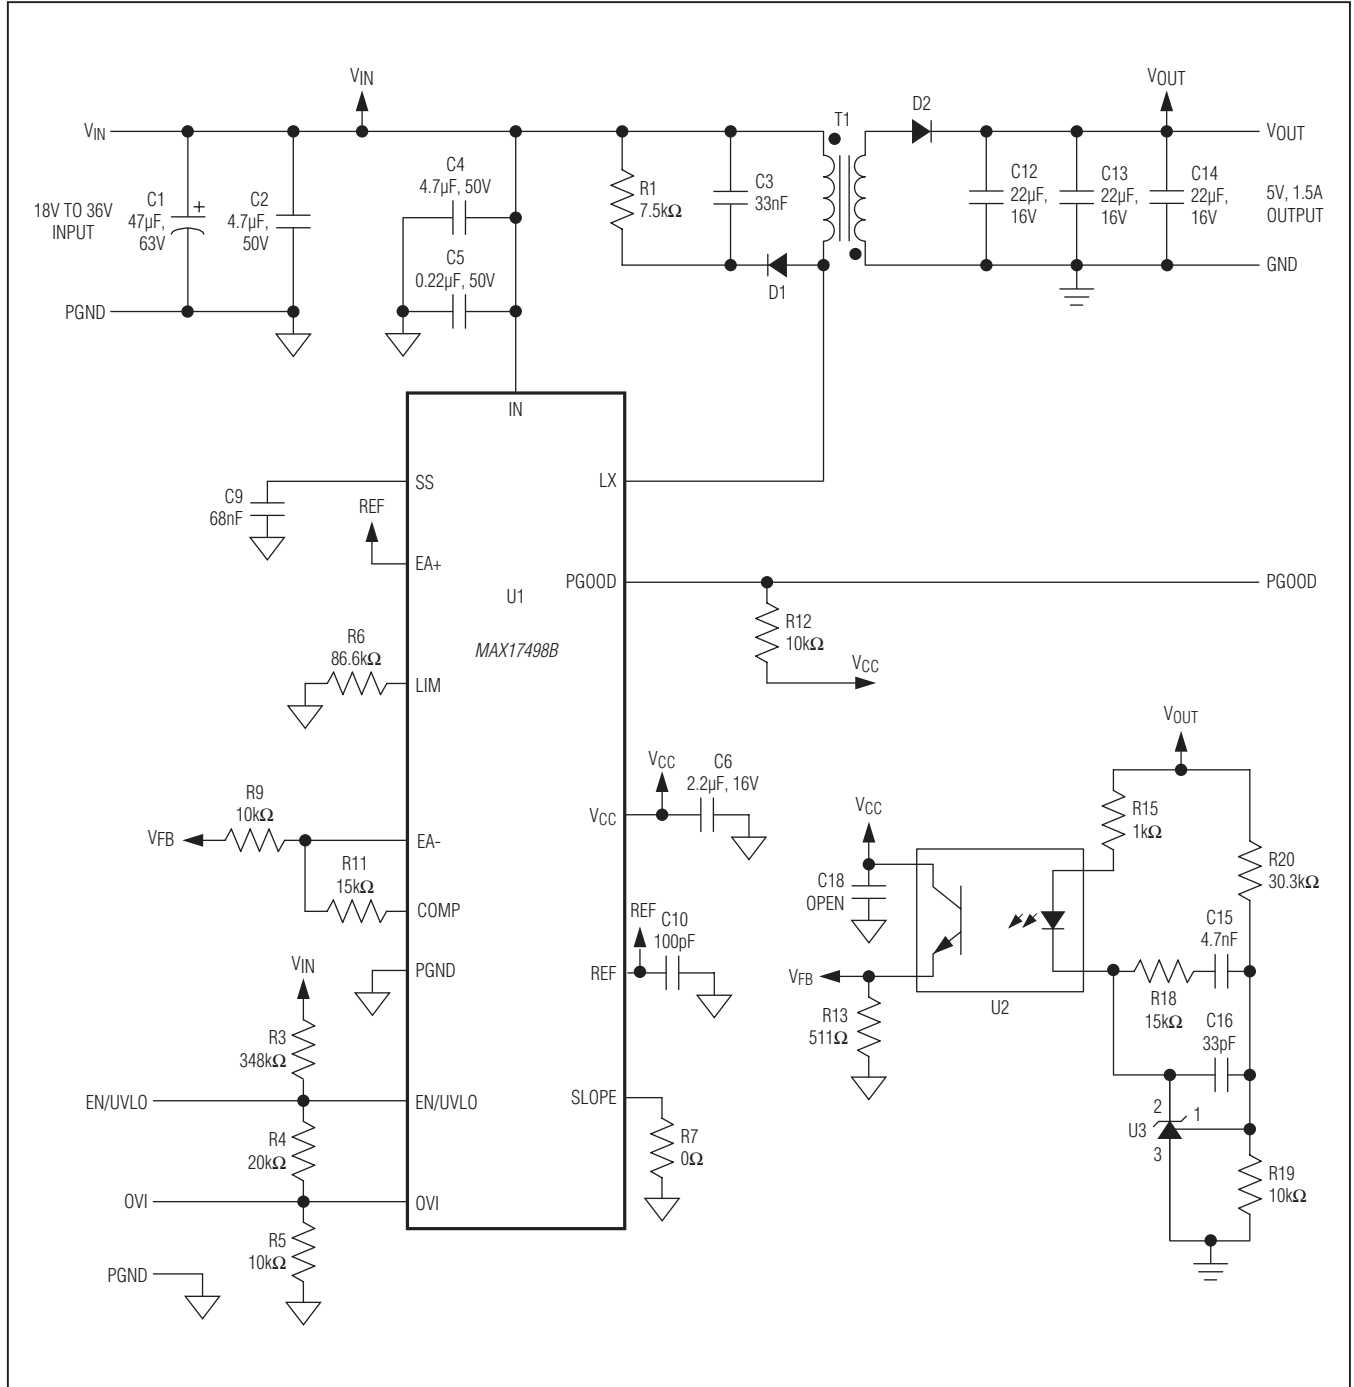 VIN
VOUT
D2
T1
VIN
VOUT
C4
4.7µF, 50V
C12
22µF,
16V
C13
22µF,
16V
C14
22µF,
16V
R1
7.5kΩ
C3
33nF
C1
47µF,
63V
+
C2
4.7µF,
50V
18V TO 36V
INPUT
5V, 1.5A
OUTPUT
C5
0.22µF, 50V
GND
D1
PGND
IN
SS
LX
C9
68nF
REF
EA+
PGOOD
PGOOD
U1
MAX17498B
R12
10kΩ
R6
86.6kΩ
VCC
LIM
VOUT
VCC
C6
2.2µF, 16V
R9
10kΩ
VCC
VCC
R15
1kΩ
VFB
EA-
R11
15kΩ
R20
30.3kΩ
C18
OPEN
COMP
REF
C10
100pF
C15
4.7nF
VIN
PGND
REF
VFB
U2
R18
15kΩ
R13
511Ω
C16
33pF
R3
348kΩ
EN/UVLO
EN/UVLO
SLOPE
2
1
U3
3
R4
20kΩ
R7
0Ω
R19
10kΩ
OVI
OVI
R5
10kΩ
PGND